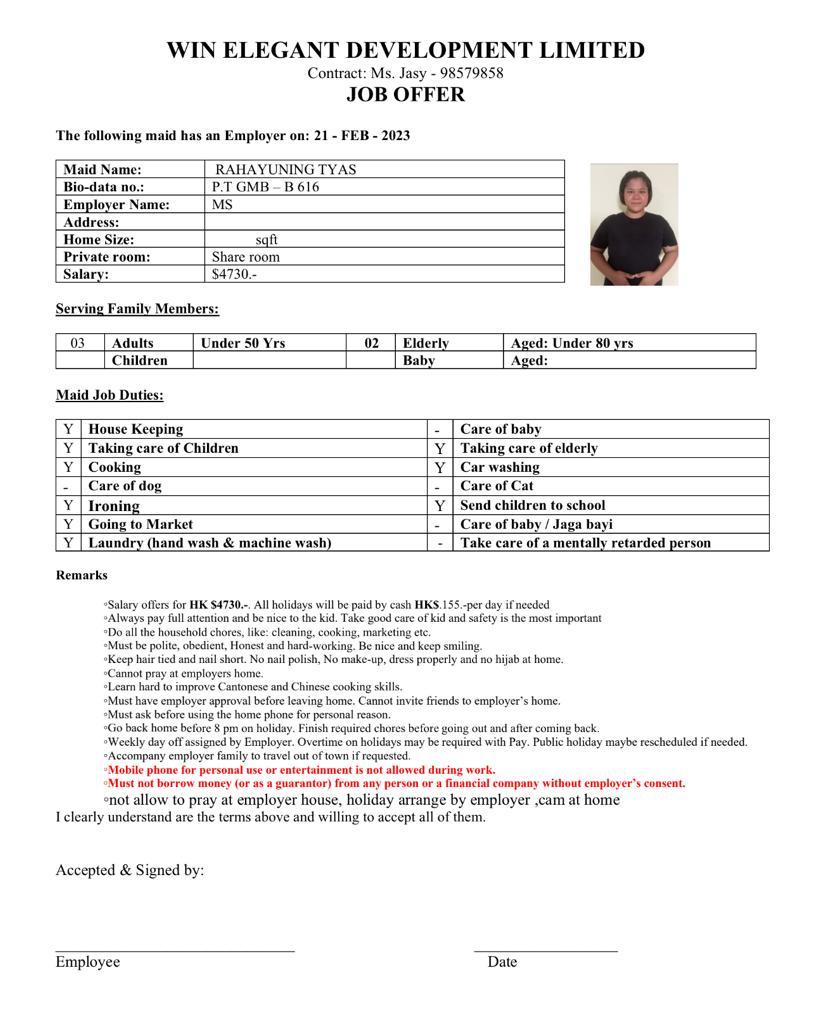 WIN ELEGANT DEVELOPMENT LIMITED
Contract: Ms. Jasy - 98579858
JOB OFFER
The following maid has an Employer on: 21 - FEB - 2023
Maid Name: RAHAYUNING TYAS
Bio-data no.: P.T GMB – B 616
Employer Name: MS
Address:
Home Size: sqft
Private room: Share room
Salary: $4730.-
Serving Family Members:
03 Adults Under 50 Yrs 02 Elderly Aged: Under 80 yrs
Children Baby Aged:
Maid Job Duties:
Y House Keeping - Care of baby
Y Taking care of Children Y Taking care of elderly
Y Cooking Y Car washing
- Care of dog - Care of Cat
Y Ironing Y Send children to school
Y Going to Market - Care of baby / Jaga bayi
Y Laundry (hand wash & machine wash) - Take care of a mentally retarded person
Remarks
◦Salary offers for HK $4730.-. All holidays will be paid by cash HK$.155.-per day if needed
◦Always pay full attention and be nice to the kid. Take good care of kid and safety is the most important
◦Do all the household chores, like: cleaning, cooking, marketing etc.
◦Must be polite, obedient, Honest and hard-working. Be nice and keep smiling.
◦Keep hair tied and nail short. No nail polish, No make-up, dress properly and no hijab at home.
◦Cannot pray at employers home.
◦Learn hard to improve Cantonese and Chinese cooking skills.
◦Must have employer approval before leaving home. Cannot invite friends to employer’s home.
◦Must ask before using the home phone for personal reason.
◦Go back home before 8 pm on holiday. Finish required chores before going out and after coming back.
◦Weekly day off assigned by Employer. Overtime on holidays may be required with Pay. Public holiday maybe rescheduled if needed.
◦Accompany employer family to travel out of town if requested.
◦Mobile phone for personal use or entertainment is not allowed during work.
◦Must not borrow money (or as a guarantor) from any person or a financial company without employer’s consent.
◦not allow to pray at employer house, holiday arrange by employer ,cam at home
I clearly understand are the terms above and willing to accept all of them.
Accepted & Signed by:
Employee Date